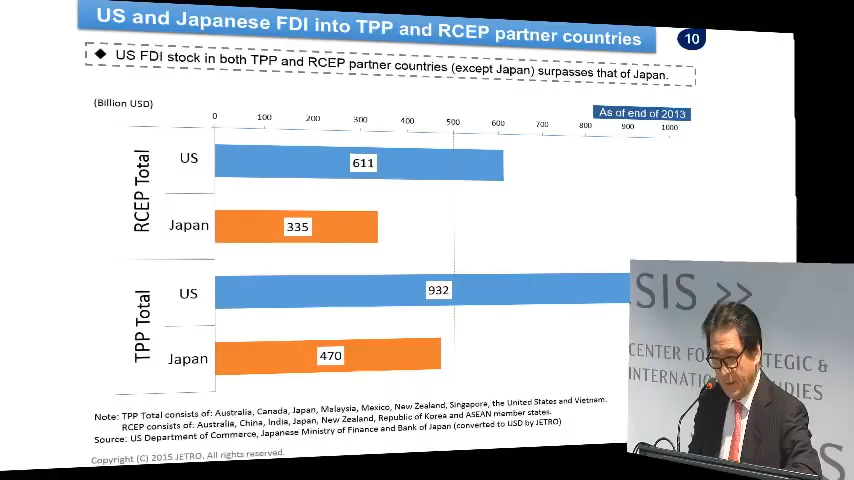 US and Japanese FDI into TPP and RCEP partner countries
10
◆ US FDI stock in both TPP and RCEP partner countries (except Japan) surpasses that of Japan.
(Billion USD)
As of end of 2013
0 100 200 300 400 500 600 700 800 900 1000
RCEP Total
US
611
Japan
335
TPP Total
US
932
Japan
470
Note: TPP Total consists of: Australia, Canada, Japan, Malaysia, Mexico, New Zealand, Singapore, the United States and Vietnam.
RCEP consists of: Australia, China, India, Japan, New Zealand, Republic of Korea and ASEAN member states.
Source: US Department of Commerce, Japanese Ministry of Finance and Bank of Japan (converted to USD by JETRO)
Copyright (C) 2015 JETRO. All rights reserved.
SIS >>
CENTER FO TEGIC &
INTERNATIO UDIES
S